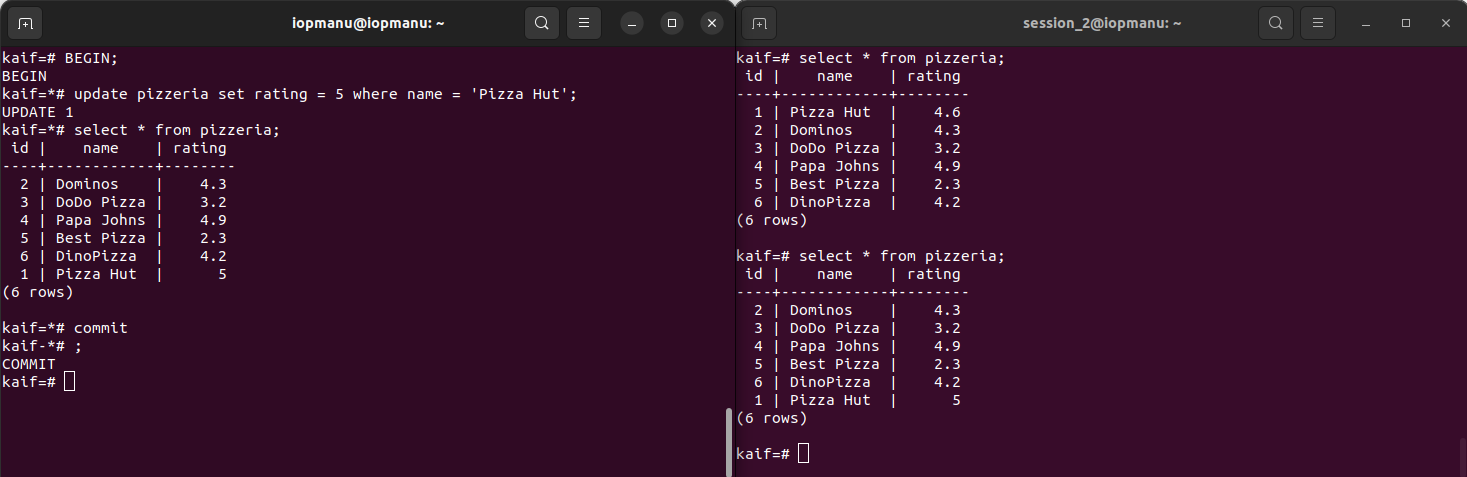 iopmanu@iopmanu: ~
kaif=# BEGIN;
BEGIN
kaif=*# update pizzeria set rating = 5 where name = 'Pizza Hut';
UPDATE 1
kaif=*# select * from pizzeria;
 id |    name    | rating
----+------------+--------
  2 | Dominos    |    4.3
  3 | DoDo Pizza |    3.2
  4 | Papa Johns |    4.9
  5 | Best Pizza |    2.3
  6 | DinoPizza  |    4.2
  1 | Pizza Hut  |      5
(6 rows)
kaif=*# commit
kaif-*# ;
COMMIT
kaif=#
session_2@iopmanu: ~
kaif=# select * from pizzeria;
 id |    name    | rating
----+------------+--------
  1 | Pizza Hut  |    4.6
  2 | Dominos    |    4.3
  3 | DoDo Pizza |    3.2
  4 | Papa Johns |    4.9
  5 | Best Pizza |    2.3
  6 | DinoPizza  |    4.2
(6 rows)
kaif=# select * from pizzeria;
 id |    name    | rating
----+------------+--------
  2 | Dominos    |    4.3
  3 | DoDo Pizza |    3.2
  4 | Papa Johns |    4.9
  5 | Best Pizza |    2.3
  6 | DinoPizza  |    4.2
  1 | Pizza Hut  |      5
(6 rows)
kaif=#